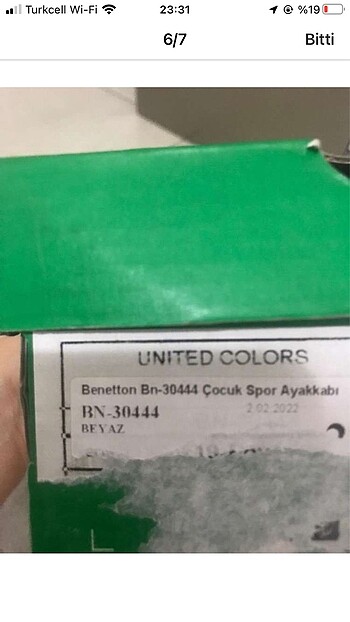 Turkcell Wi-Fi 23:31 %19
6/7 Bitti
UNITED COLORS
Benetton Bn-30444 Çocuk Spor Ayakkabı
BN-30444 2.02.2022
BEYAZ